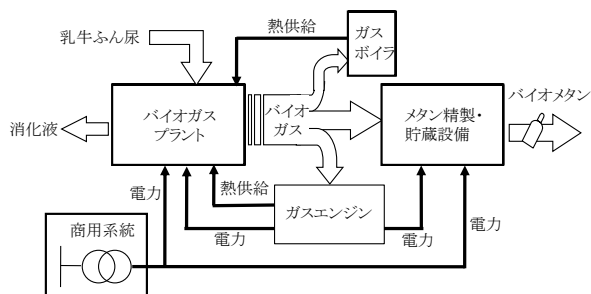 乳牛ふん尿
熱供給
ガス
ボイラ
バイオガス
プラント
バイオ
ガス
メタン精製・
貯蔵設備
バイオメタン
消化液
電力
熱供給
ガスエンジン
電力
電力
電力
商用系統